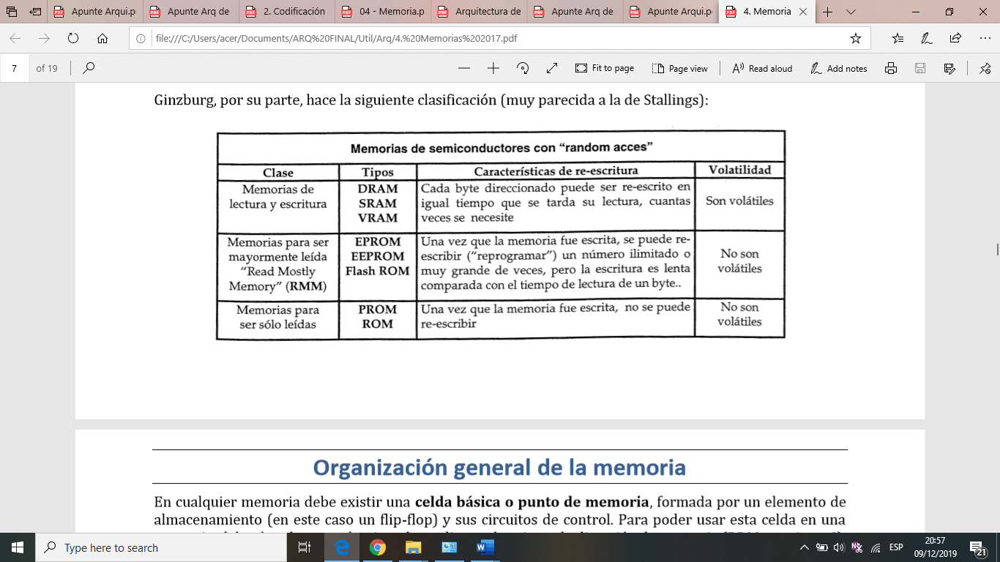 Apunte Arqui.p
Apunte Arq de
2. Codificación
04 - Memoria.p
Arquitectura de
Apunte Arq de
Apunte Arqui.p
4. Memoria
file:///C:/Users/acer/Documents/ARQ%20FINAL/Util/Arq/4.%20Memorias%202017.pdf
7 of 19
Fit to page
Page view
Read aloud
Add notes
Ginzburg, por su parte, hace la siguiente clasificación (muy parecida a la de Stallings):
Memorias de semiconductores con “random acces”
Clase Tipos Características de re-escritura Volatilidad
Memorias de
lectura y escritura
DRAM
SRAM
VRAM
Cada byte direccionado puede ser re-escrito en
igual tiempo que se tarda su lectura, cuantas
veces se necesite
Son volátiles
Memorias para ser
mayormente leída
“Read Mostly
Memory” (RMM)
EPROM
EEPROM
Flash ROM
Una vez que la memoria fue escrita, se puede re-
escribir (“reprogramar”) un número ilimitado o
muy grande de veces, pero la escritura es lenta
comparada con el tiempo de lectura de un byte..
No son
volátiles
Memorias para
ser sólo leídas
PROM
ROM
Una vez que la memoria fue escrita, no se puede
re-escribir
No son
volátiles
Organización general de la memoria
En cualquier memoria debe existir una celda básica o punto de memoria, formada por un elemento de
almacenamiento (en este caso un flip-flop) y sus circuitos de control. Para poder usar esta celda en una
Type here to search
ESP
20:57
09/12/2019
21